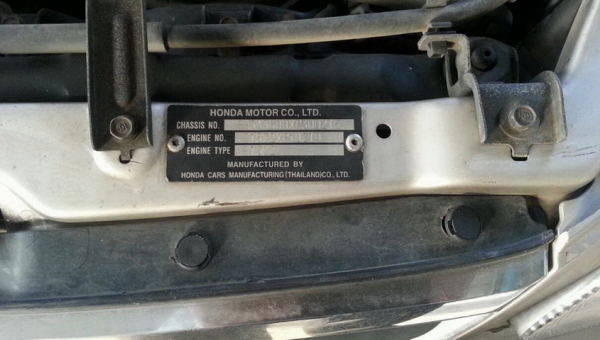 HONDA MOTOR CO., LTD.
CHASSIS NO.
ENGINE NO.
ENGINE TYPE
MANUFACTURED BY
HONDA CARS MANUFACTURING (THAILAND) CO., LTD.